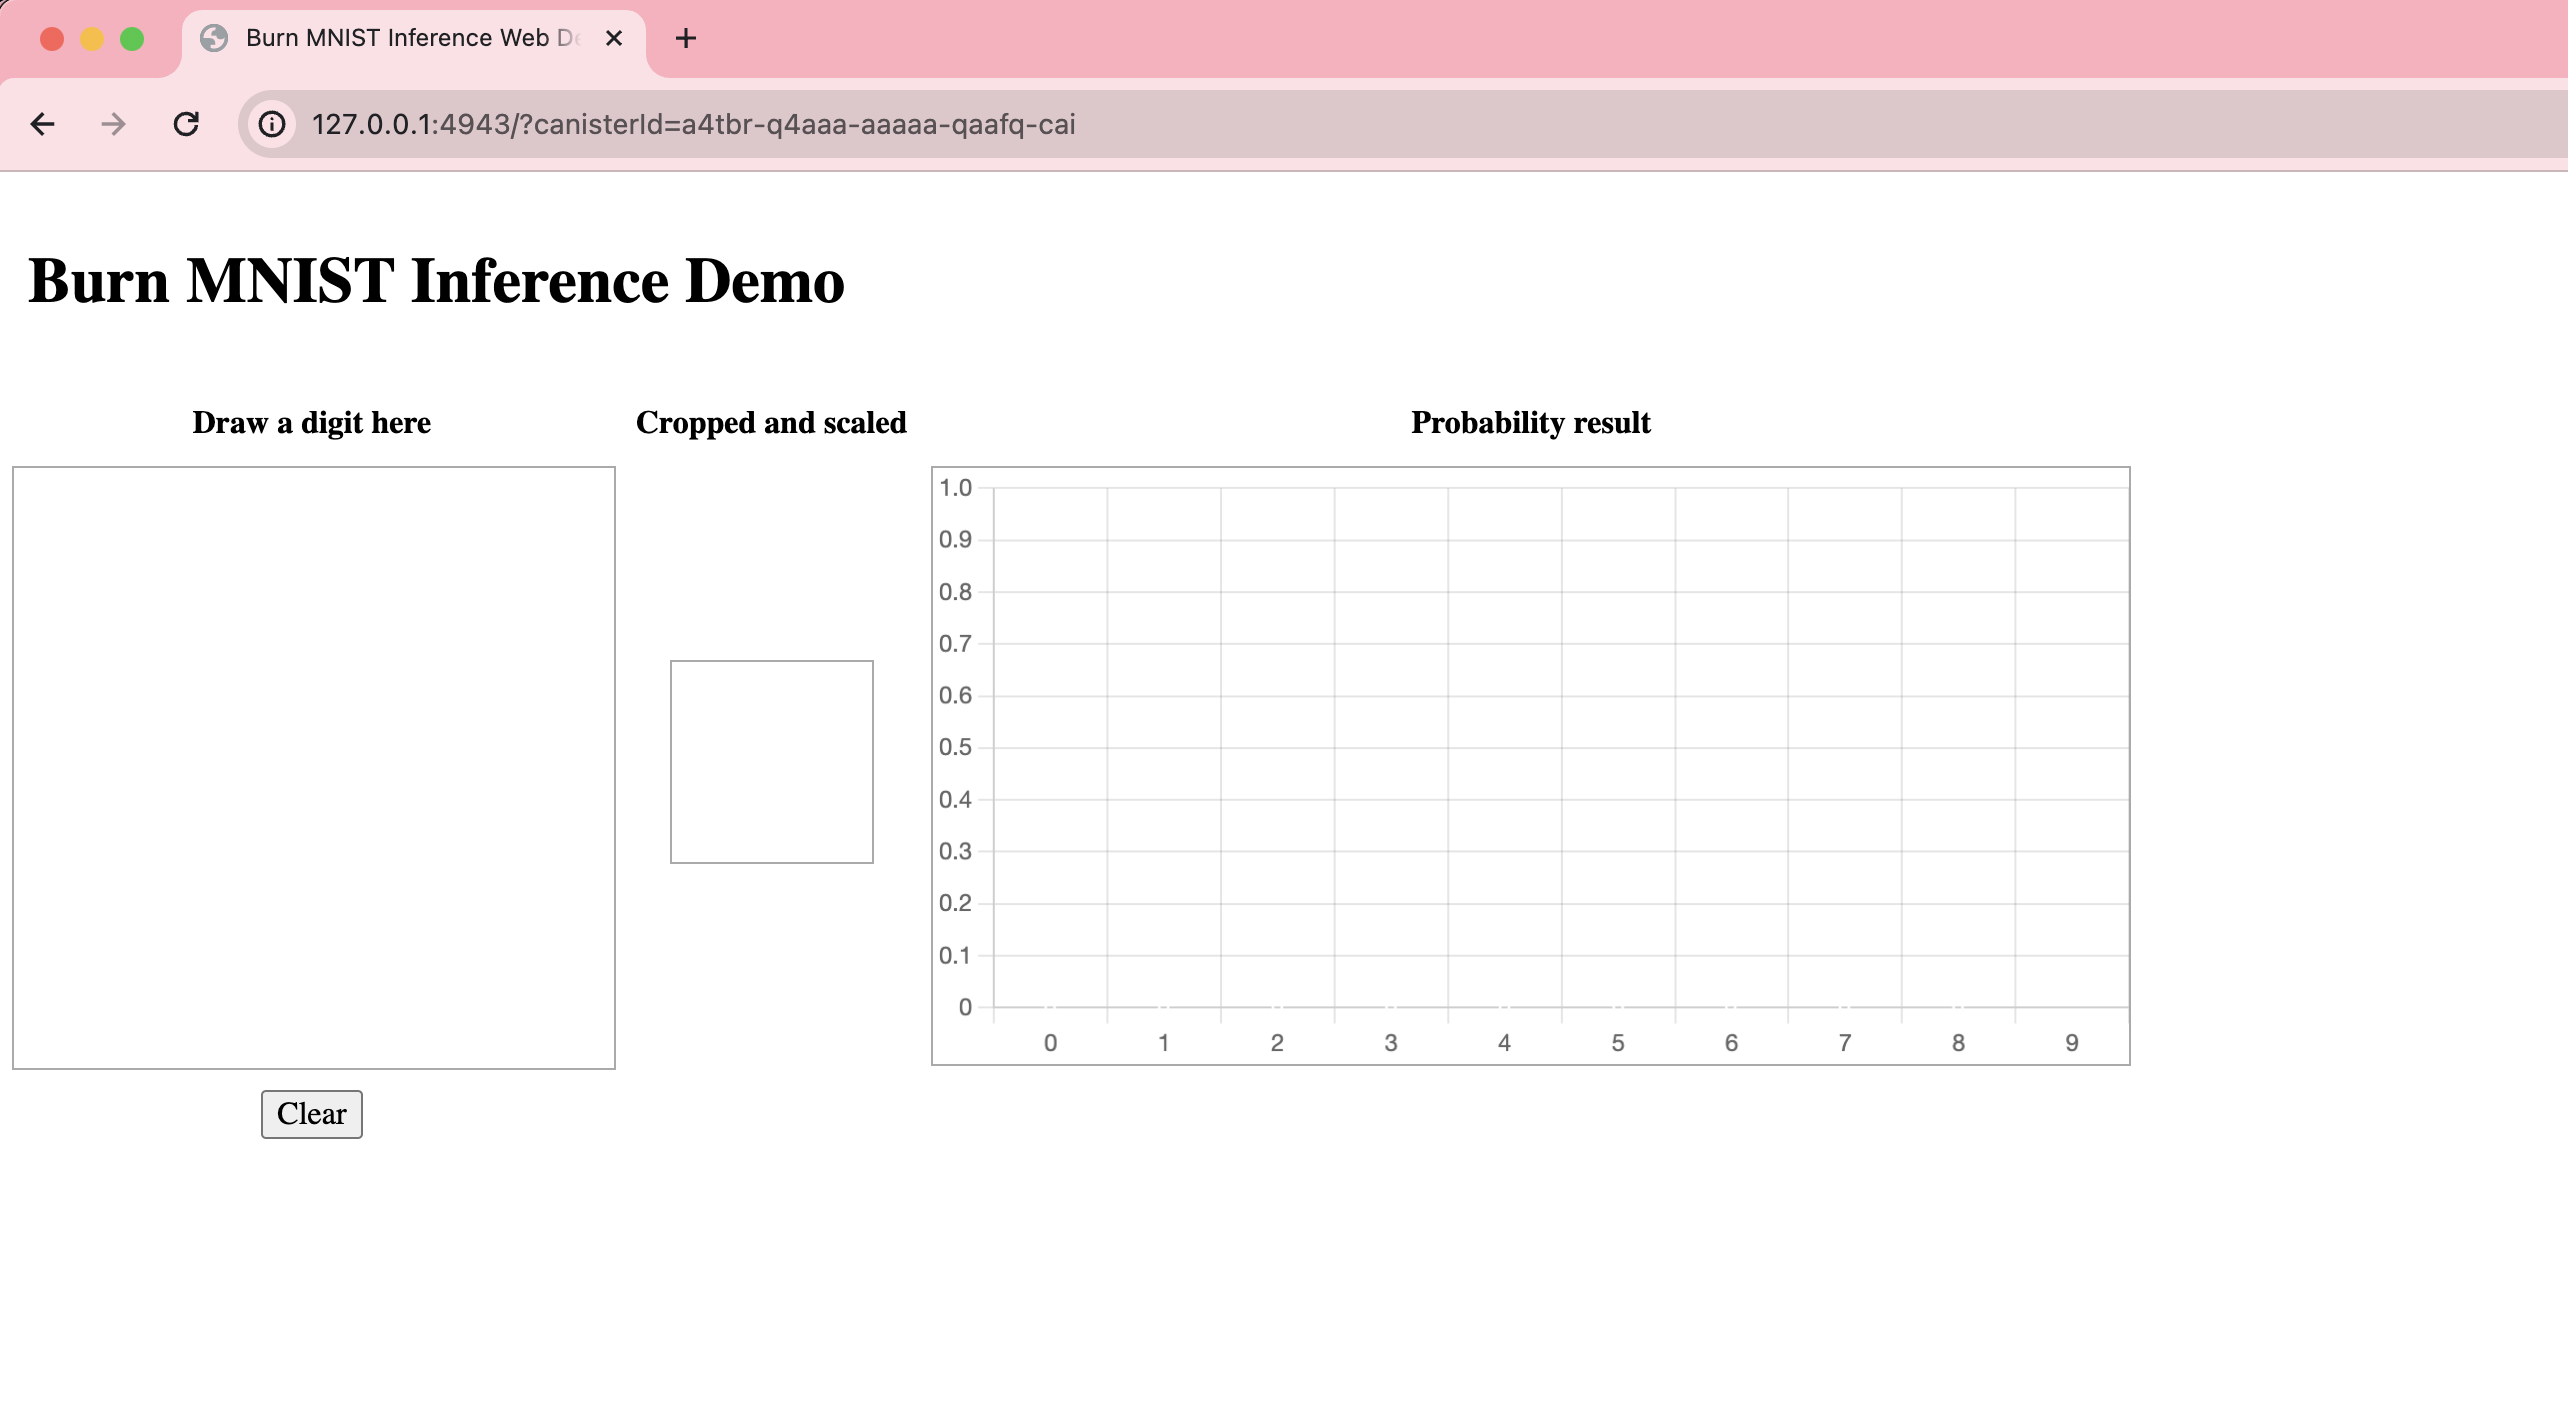 Burn MNIST Inference Web De
127.0.0.1:4943/?canisterId=a4tbr-q4aaa-aaaaa-qaafq-cai
Burn MNIST Inference Demo
Draw a digit here
Cropped and scaled
Probability result
1.0
0.9
0.8
0.7
0.6
0.5
0.4
0.3
0.2
0.1
0
0 1 2 3 4 5 6 7 8 9
Clear